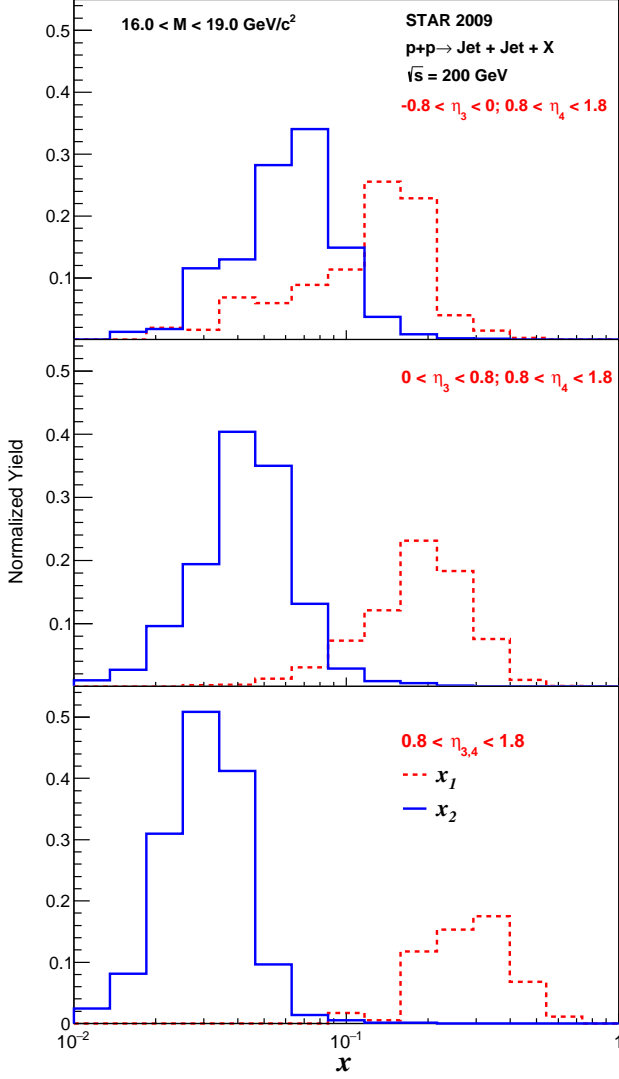 16.0 < M < 19.0 GeV/c²
STAR 2009
p+p→ Jet + Jet + X
√s = 200 GeV
-0.8 < η₃ < 0; 0.8 < η₄ < 1.8
0.5
0.4
0.3
0.2
0.1
0 < η₃ < 0.8; 0.8 < η₄ < 1.8
0.5
0.4
0.3
0.2
0.1
Normalized Yield
0.8 < η₃,₄ < 1.8
x₁
x₂
0.5
0.4
0.3
0.2
0.1
0
10⁻² 10⁻¹ 1
x